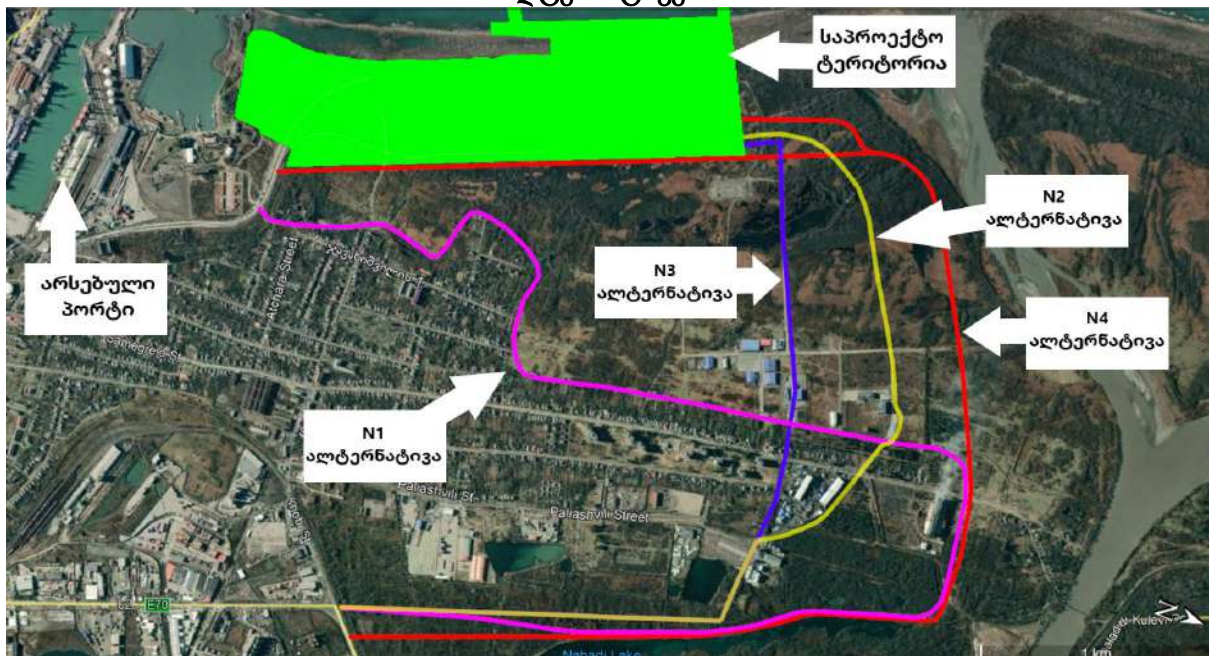 საპროექტო
ტერიტორია
N2
ალტერნატივა
N3
ალტერნატივა
არსებული
პორტი
N4
ალტერნატივა
N1
ალტერნატივა
Atchara Street
Samegrelo St
Paliashvili St
Paliashvili Street
E70
Nabadi Lake
Kulevi
N
1 km